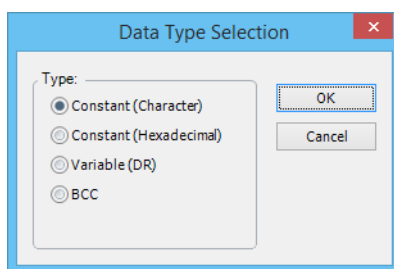 Data Type Selection
Type:
Constant (Character)
Constant (Hexadecimal)
Variable (DR)
BCC
OK
Cancel